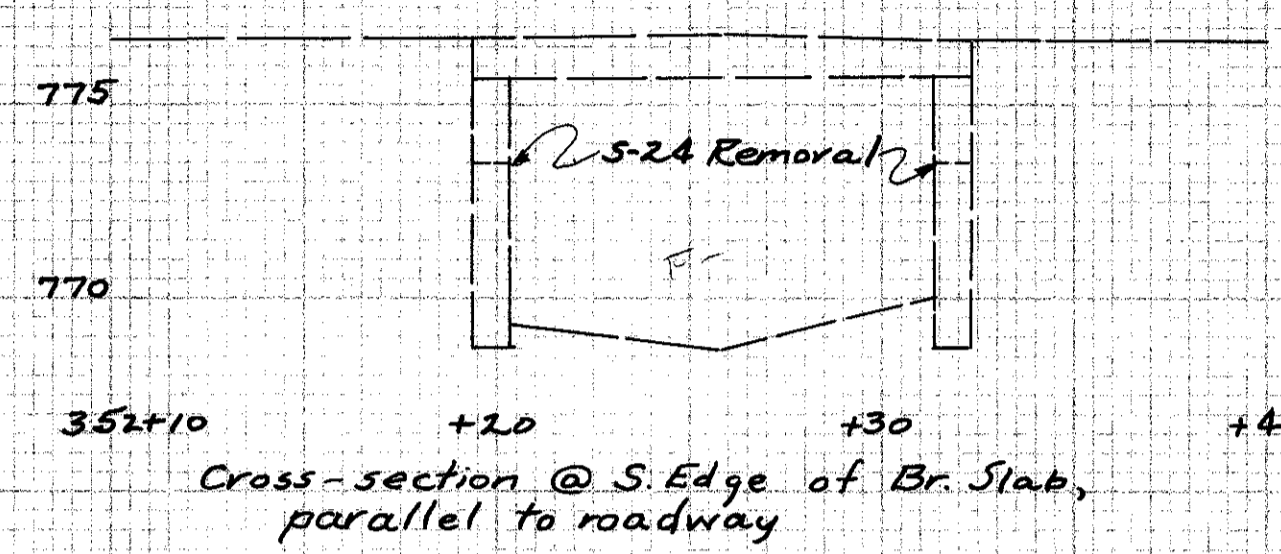 775
S-24 Removal
770
352+10 +20 +30 +4
Cross-section @ S. Edge of Br. Slab,
parallel to roadway